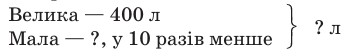 Велика — 400 л
Мала — ?, у 10 разів менше } ? л